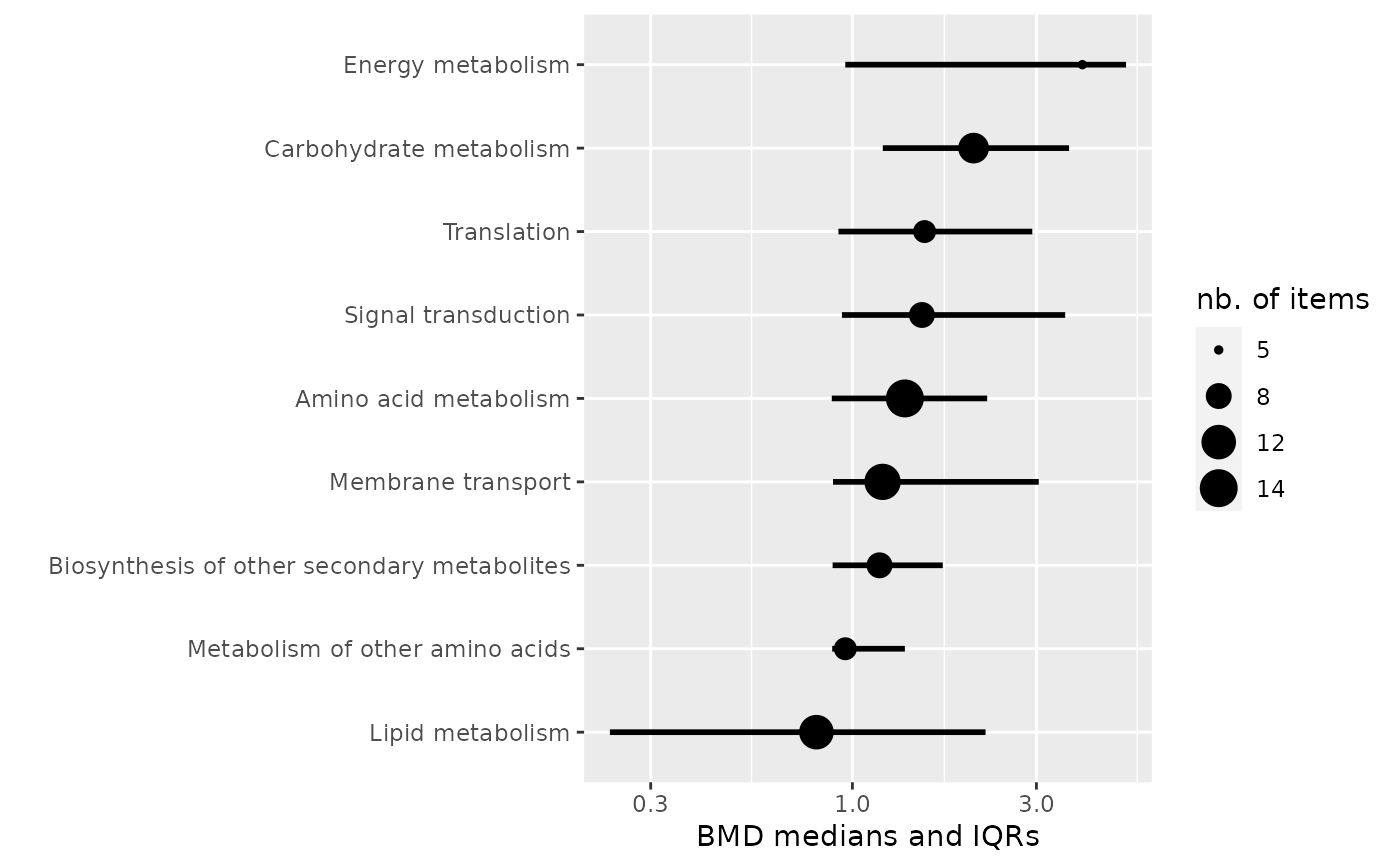 Energy metabolism
Carbohydrate metabolism
Translation
Signal transduction
Amino acid metabolism
Membrane transport
Biosynthesis of other secondary metabolites
Metabolism of other amino acids
Lipid metabolism
0.3 1.0 3.0
BMD medians and IQRs
nb. of items
5
8
12
14